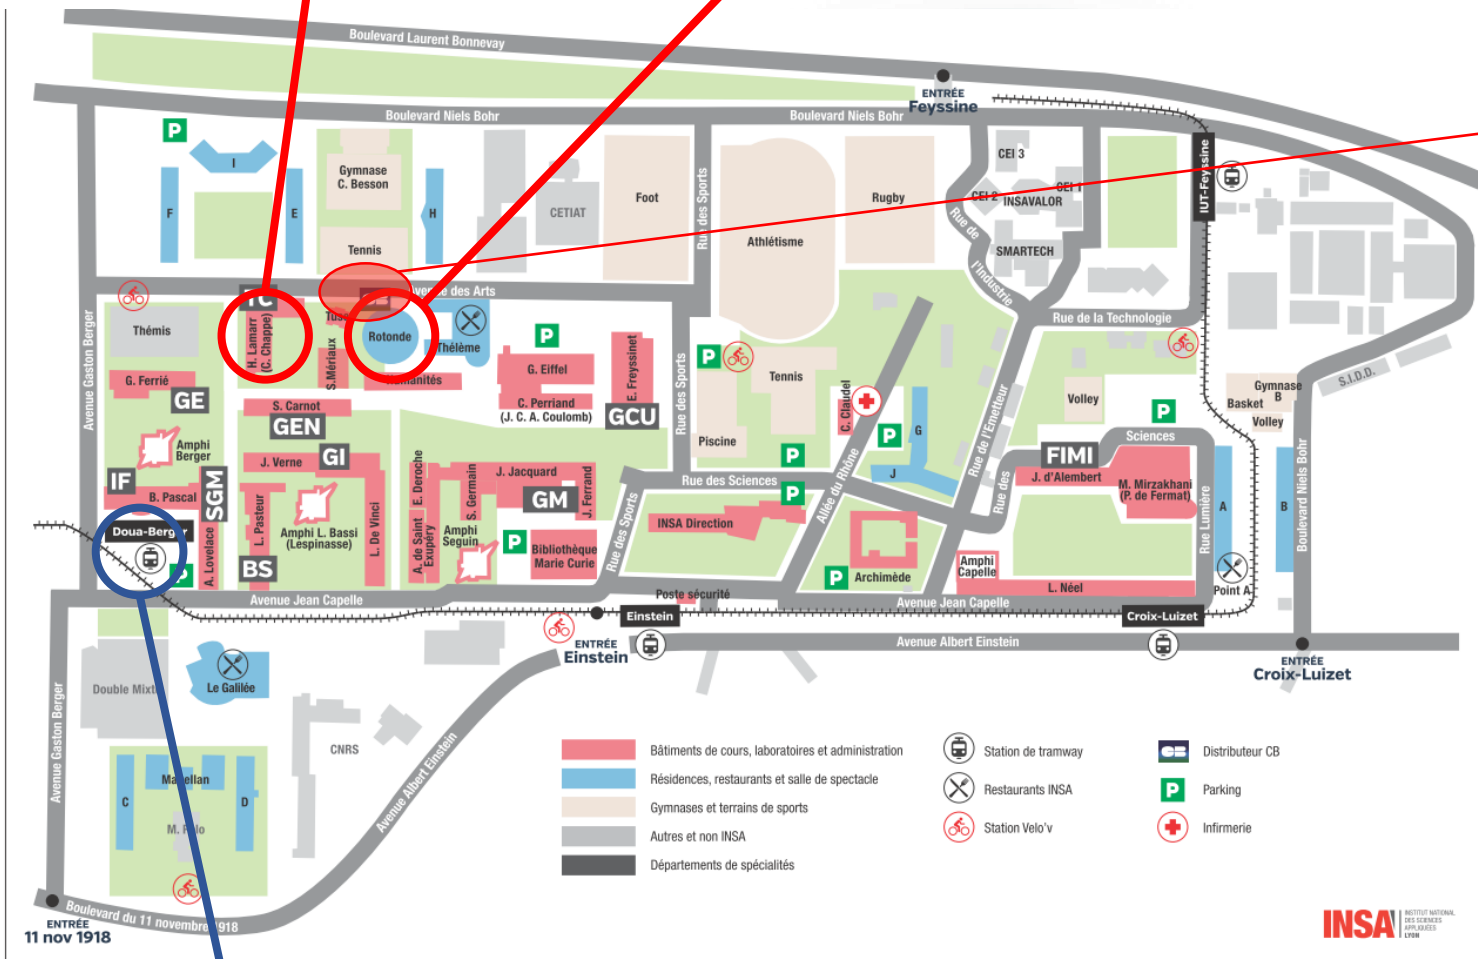 Boulevard Laurent Bonnevay
ENTRÉE
Feyssine
Boulevard Niels Bohr
Boulevard Niels Bohr
P
I
F
E
Gymnase
C. Besson
H
Tennis
CETIAT
Foot
Rue des Sports
Athlétisme
Rugby
CEI 3
CEI 2
CEI 1
INSAVALOR
SMARTECH
Rue de
l'Industrie
IUT-Feyssine
Avenue des Arts
Avenue Gaston Berger
Thémis
TC
H. Lamarr
(C. Chappe)
Rotonde
Thélème
S.Mériaux
Humanités
P
G. Eiffel
C. Perriand
(J. C. A. Coulomb)
E. Freyssinet
GCU
Rue des Sports
P
Tennis
Piscine
P
C. Claudel
P
G
J
Rue de l'Emetteur
Rue de la Technologie
Volley
P
Gymnase
B
Basket
Volley
S.I.D.D.
G. Ferrié
GE
S. Carnot
GEN
Amphi
Berger
J. Verne
GI
IF
B. Pascal
SGM
L. Pasteur
Amphi L. Bassi
(Lespinasse)
L. De Vinci
E. Deroche
A. de Saint
Exupéry
S. Germain
J. Jacquard
GM
J. Ferrand
Amphi
Seguin
P
Bibliothèque
Marie Curie
Rue des Sports
Rue des Sciences
P
INSA Direction
Allée du Rhône
Archimède
P
Rue des
Sciences
FIMI
J. d'Alembert
M. Mirzakhani
(P. de Fermat)
Rue Lumière
A
B
Boulevard Niels Bohr
Amphi
Capelle
L. Néel
Point A
Doua-Berger
P
A. Lovelace
BS
Avenue Jean Capelle
Poste sécurité
Avenue Jean Capelle
Einstein
Croix-Luizet
ENTRÉE
Einstein
Avenue Albert Einstein
ENTRÉE
Croix-Luizet
Double Mixte
Le Galilée
CNRS
Avenue Gaston Berger
Magellan
C
D
Avenue Albert Einstein
Boulevard du 11 novembre 1918
ENTRÉE
11 nov 1918
Bâtiments de cours, laboratoires et administration
Résidences, restaurants et salle de spectacle
Gymnases et terrains de sports
Autres et non INSA
Départements de spécialités
Station de tramway
Restaurants INSA
Station Velo'v
Distributeur CB
P
Parking
Infirmerie
INSA
INSTITUT NATIONAL
DES SCIENCES
APPLIQUÉES
LYON